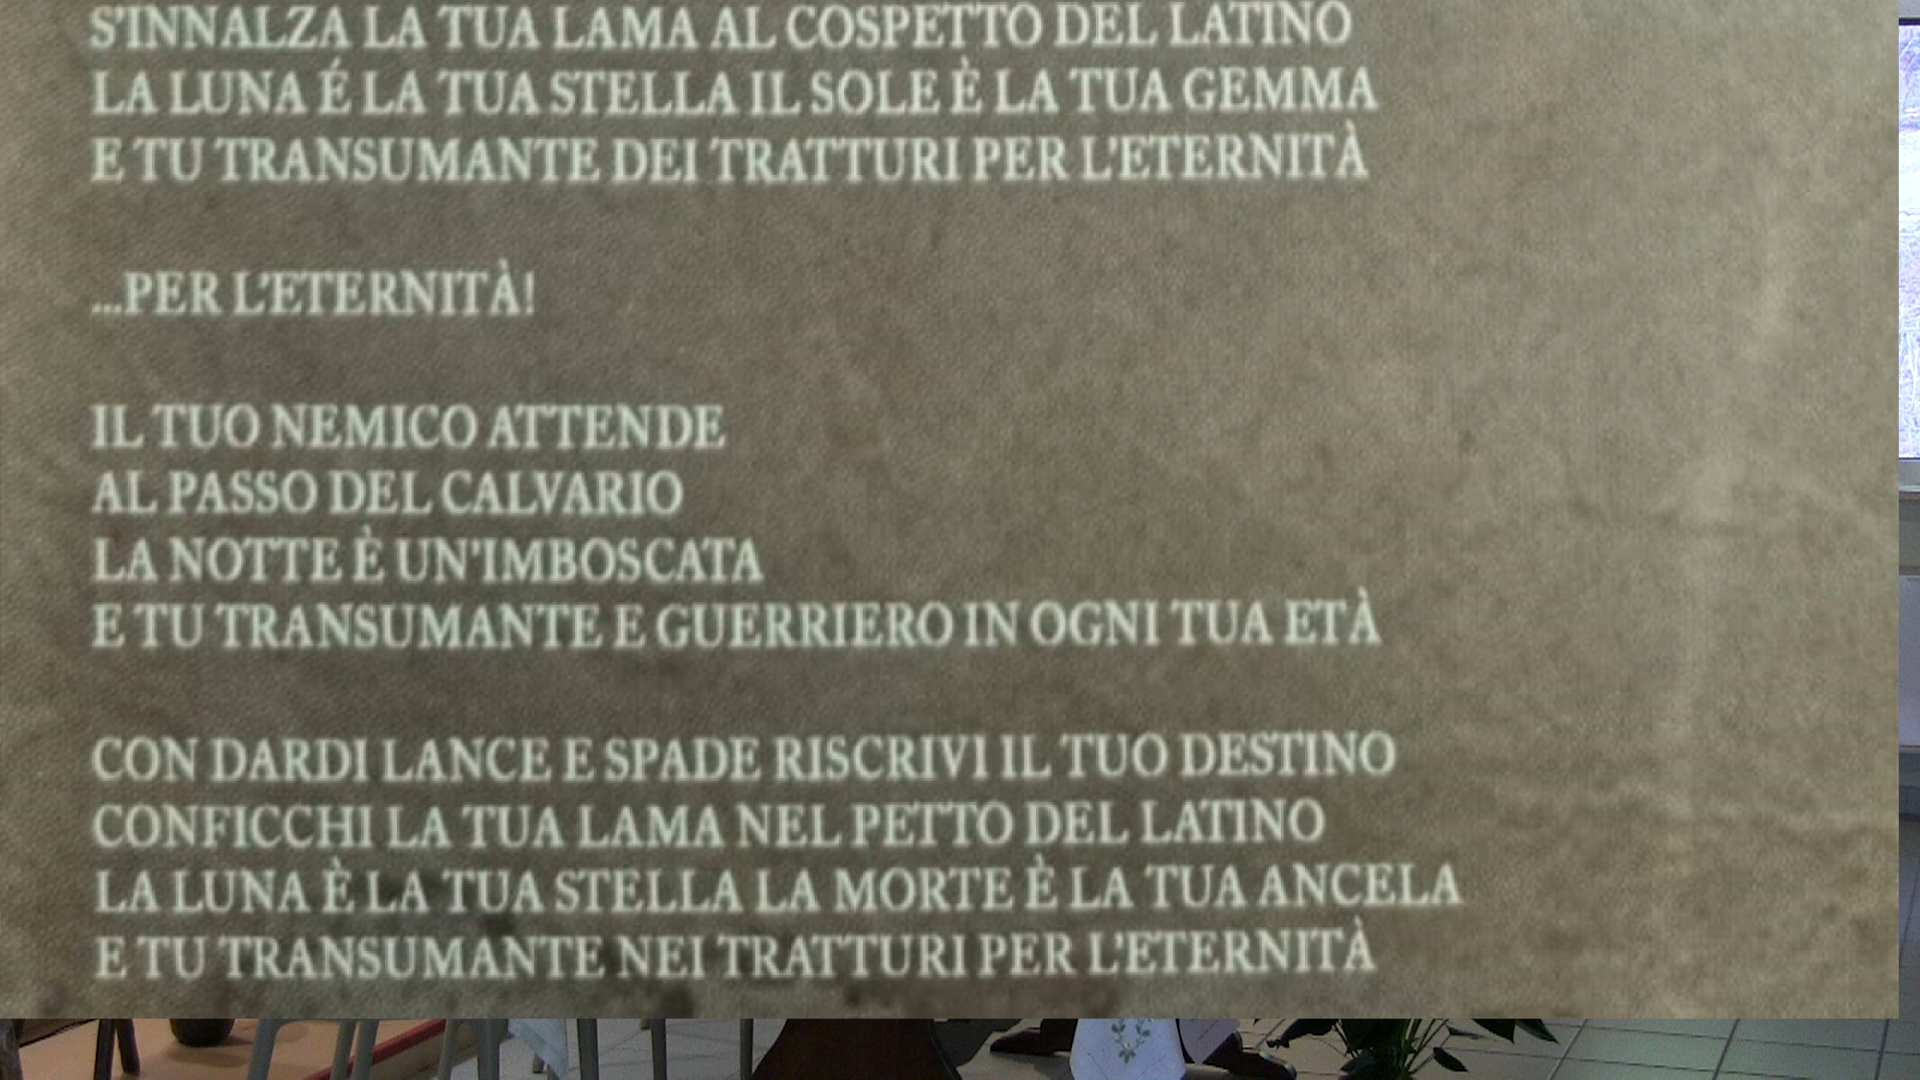 S'INNALZA LA TUA LAMA AL COSPETTO DEL LATINO
LA LUNA É LA TUA STELLA IL SOLE È LA TUA GEMMA
E TU TRANSUMANTE DEI TRATTURI PER L'ETERNITÀ
...PER L'ETERNITÀ!
IL TUO NEMICO ATTENDE
AL PASSO DEL CALVARIO
LA NOTTE È UN'IMBOSCATA
E TU TRANSUMANTE E GUERRIERO IN OGNI TUA ETÀ
CON DARDI LANCE E SPADE RISCRIVI IL TUO DESTINO
CONFICCHI LA TUA LAMA NEL PETTO DEL LATINO
LA LUNA È LA TUA STELLA LA MORTE È LA TUA ANCELA
E TU TRANSUMANTE NEI TRATTURI PER L'ETERNITÀ